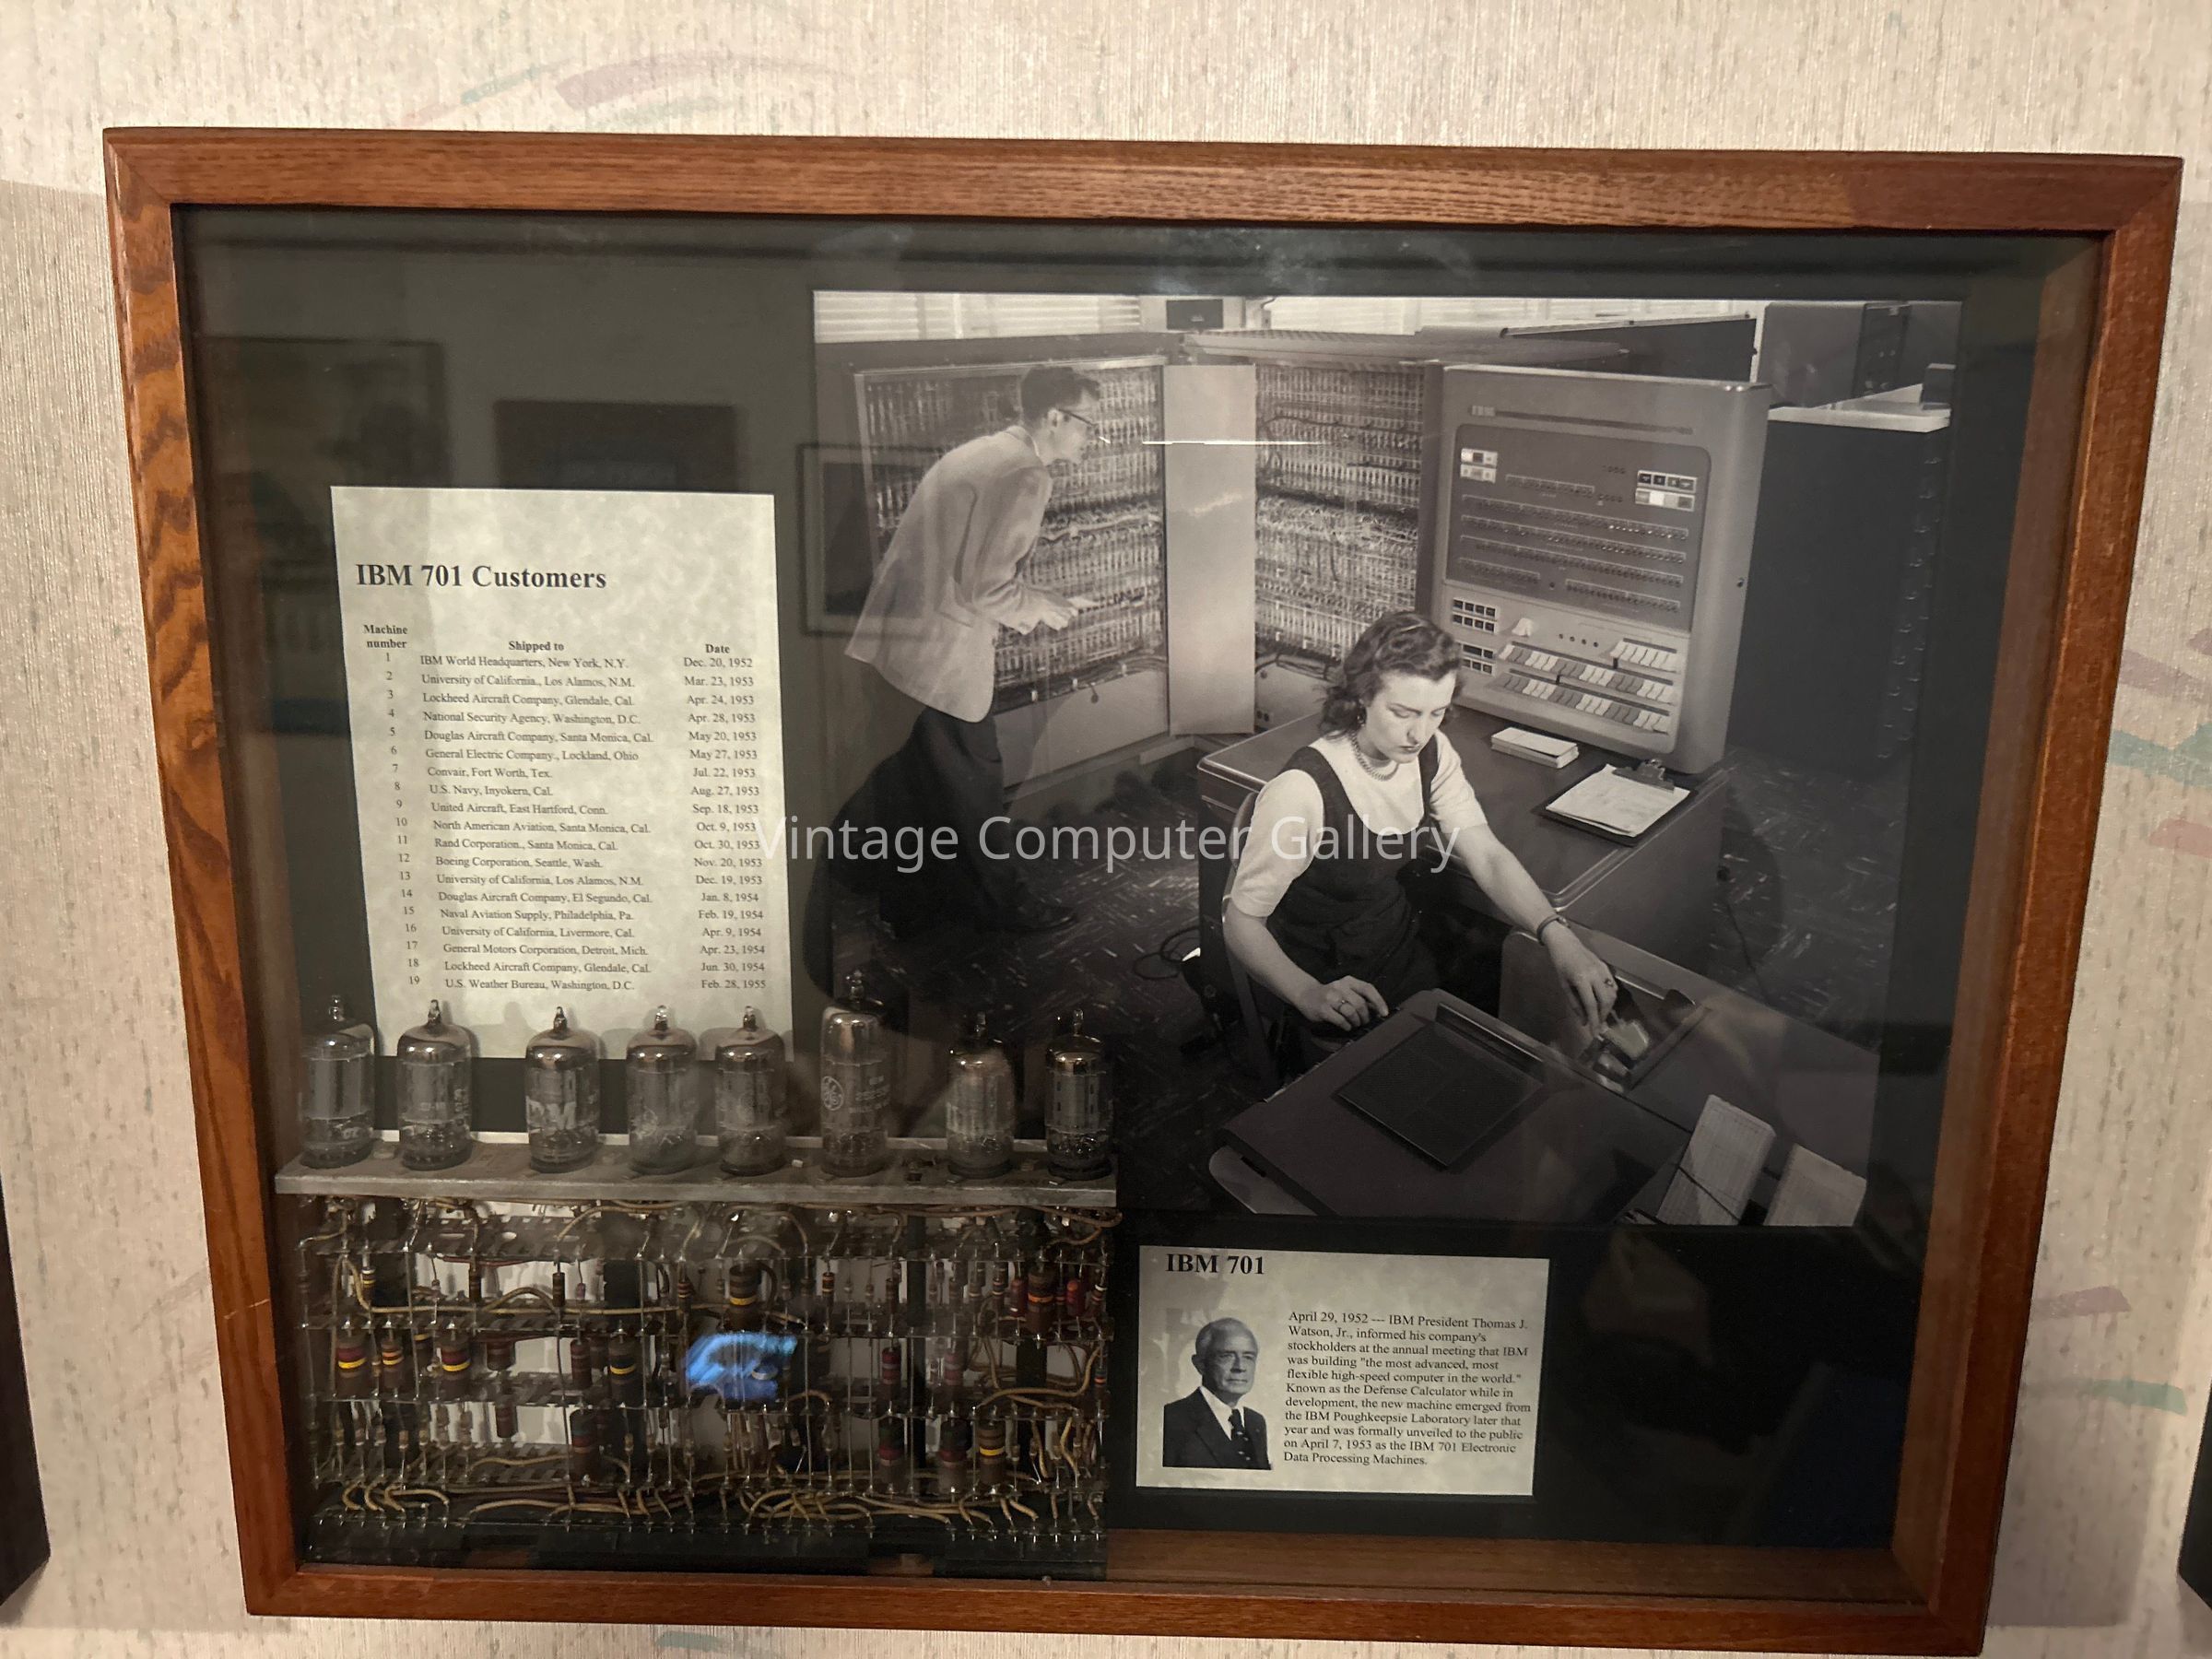 IBM 701 Customers
Machine
number Shipped to Date
1 IBM World Headquarters, New York, N.Y. Dec. 20, 1952
2 University of California., Los Alamos, N.M. Mar. 23, 1953
3 Lockheed Aircraft Company, Glendale, Cal. Apr. 24, 1953
4 National Security Agency, Washington, D.C. Apr. 28, 1953
5 Douglas Aircraft Company, Santa Monica, Cal. May 20, 1953
6 General Electric Company., Lockland, Ohio May 27, 1953
7 Convair, Fort Worth, Tex. Jul. 22, 1953
8 U.S. Navy, Inyokern, Cal. Aug. 27, 1953
9 United Aircraft, East Hartford, Conn. Sep. 18, 1953
10 North American Aviation, Santa Monica, Cal. Oct. 9, 1953
11 Rand Corporation., Santa Monica, Cal. Oct. 30, 1953
12 Boeing Corporation, Seattle, Wash. Nov. 20, 1953
13 University of California, Los Alamos, N.M. Dec. 19, 1953
14 Douglas Aircraft Company, El Segundo, Cal. Jan. 8, 1954
15 Naval Aviation Supply, Philadelphia, Pa. Feb. 19, 1954
16 University of California, Livermore, Cal. Apr. 9, 1954
17 General Motors Corporation, Detroit, Mich. Apr. 23, 1954
18 Lockheed Aircraft Company, Glendale, Cal. Jun. 30, 1954
19 U.S. Weather Bureau, Washington, D.C. Feb. 28, 1955
Vintage Computer Gallery
IBM
IBM 701
April 29, 1952 --- IBM President Thomas J.
Watson, Jr., informed his company's
stockholders at the annual meeting that IBM
was building "the most advanced, most
flexible high-speed computer in the world."
Known as the Defense Calculator while in
development, the new machine emerged from
the IBM Poughkeepsie Laboratory later that
year and was formally unveiled to the public
on April 7, 1953 as the IBM 701 Electronic
Data Processing Machines.